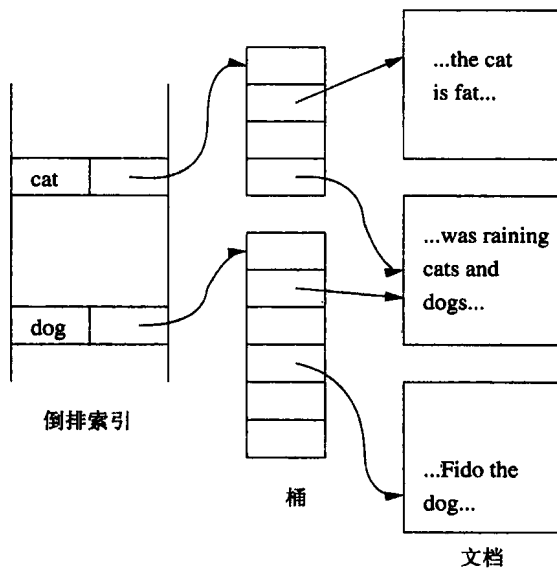 ...the cat
is fat...
cat
...was raining
cats and
dogs...
dog
倒排索引
...Fido the
dog...
桶
文档